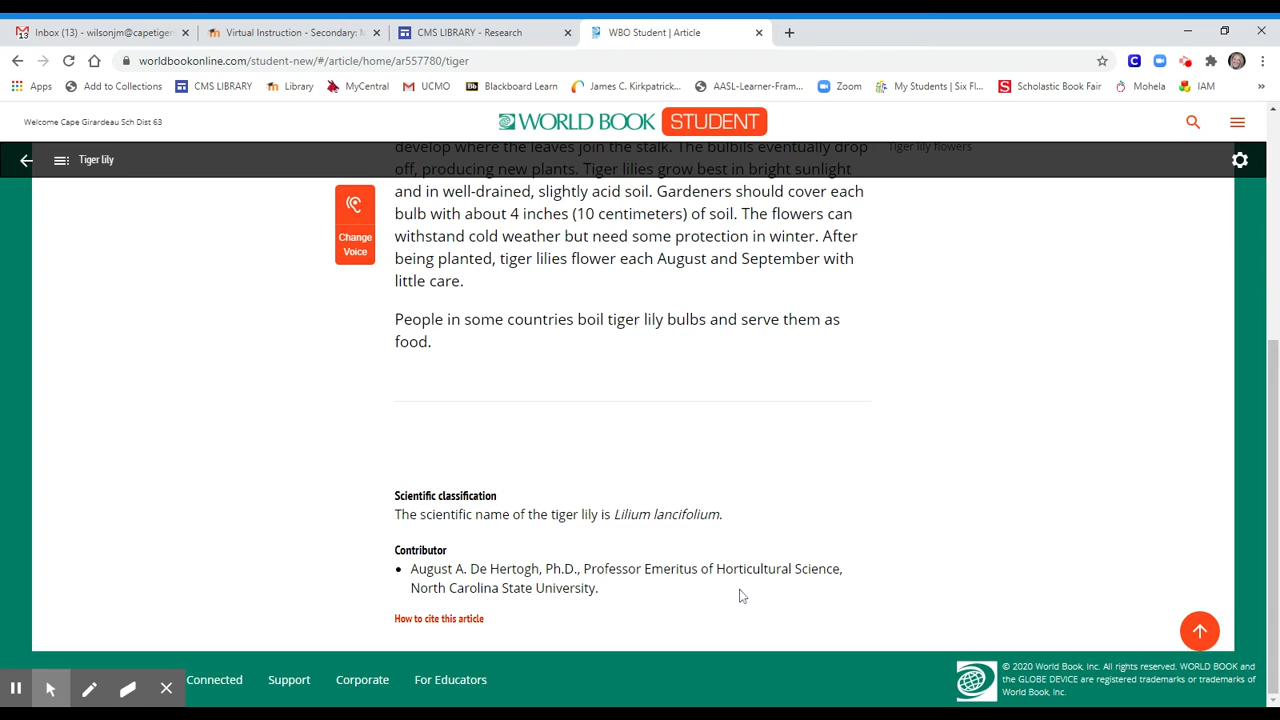 Inbox (13) - wilsonjm@capetiger
Virtual Instruction - Secondary: M
CMS LIBRARY - Research
WBO Student | Article
worldbookonline.com/student-new/#/article/home/ar557780/tiger
Apps
Add to Collections
CMS LIBRARY
Library
MyCentral
UCMO
Blackboard Learn
James C. Kirkpatrick...
AASL-Learner-Fram...
Zoom
My Students | Six Fl...
Scholastic Book Fair
Mohela
IAM
»
Welcome Cape Girardeau Sch Dist 63
WORLD BOOK STUDENT
Tiger lily
develop where the leaves join the stalk. The bulbils eventually drop
off, producing new plants. Tiger lilies grow best in bright sunlight
and in well-drained, slightly acid soil. Gardeners should cover each
bulb with about 4 inches (10 centimeters) of soil. The flowers can
withstand cold weather but need some protection in winter. After
being planted, tiger lilies flower each August and September with
little care.
Tiger lily flowers
Change
Voice
People in some countries boil tiger lily bulbs and serve them as
food.
Scientific classification
The scientific name of the tiger lily is Lilium lancifolium.
Contributor
• August A. De Hertogh, Ph.D., Professor Emeritus of Horticultural Science,
North Carolina State University.
How to cite this article
Connected
Support
Corporate
For Educators
© 2020 World Book, Inc. All rights reserved. WORLD BOOK and
the GLOBE DEVICE are registered trademarks or trademarks of
World Book, Inc.